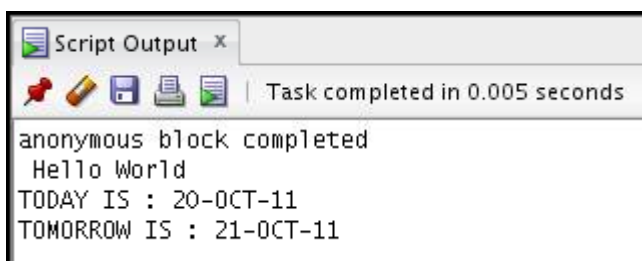 Script Output x
Task completed in 0.005 seconds
anonymous block completed
Hello World
TODAY IS : 20-OCT-11
TOMORROW IS : 21-OCT-11